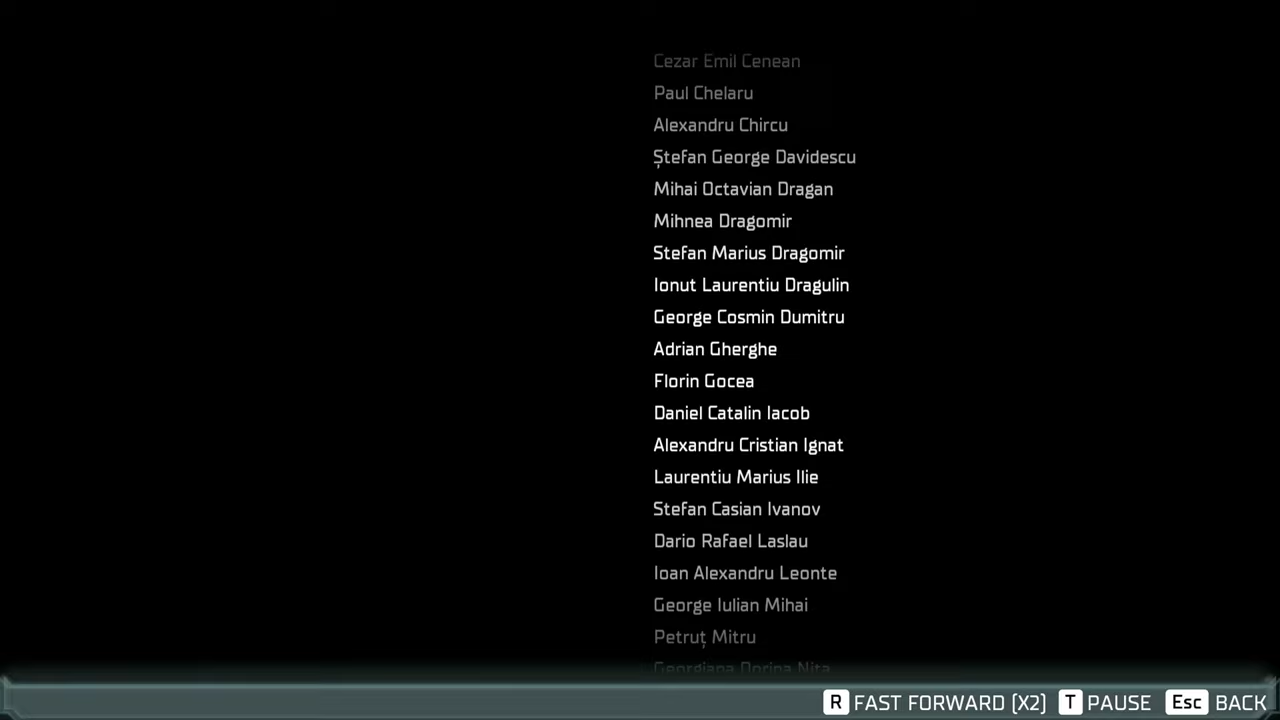 Cezar Emil Cenean
Paul Chelaru
Alexandru Chircu
Ștefan George Davidescu
Mihai Octavian Dragan
Mihnea Dragomir
Stefan Marius Dragomir
Ionut Laurentiu Dragulin
George Cosmin Dumitru
Adrian Gherghe
Florin Gocea
Daniel Catalin Iacob
Alexandru Cristian Ignat
Laurentiu Marius Ilie
Stefan Casian Ivanov
Dario Rafael Laslau
Ioan Alexandru Leonte
George Iulian Mihai
Petruț Mitru
Georgiana Dorina Nita
R FAST FORWARD (X2) T PAUSE Esc BACK